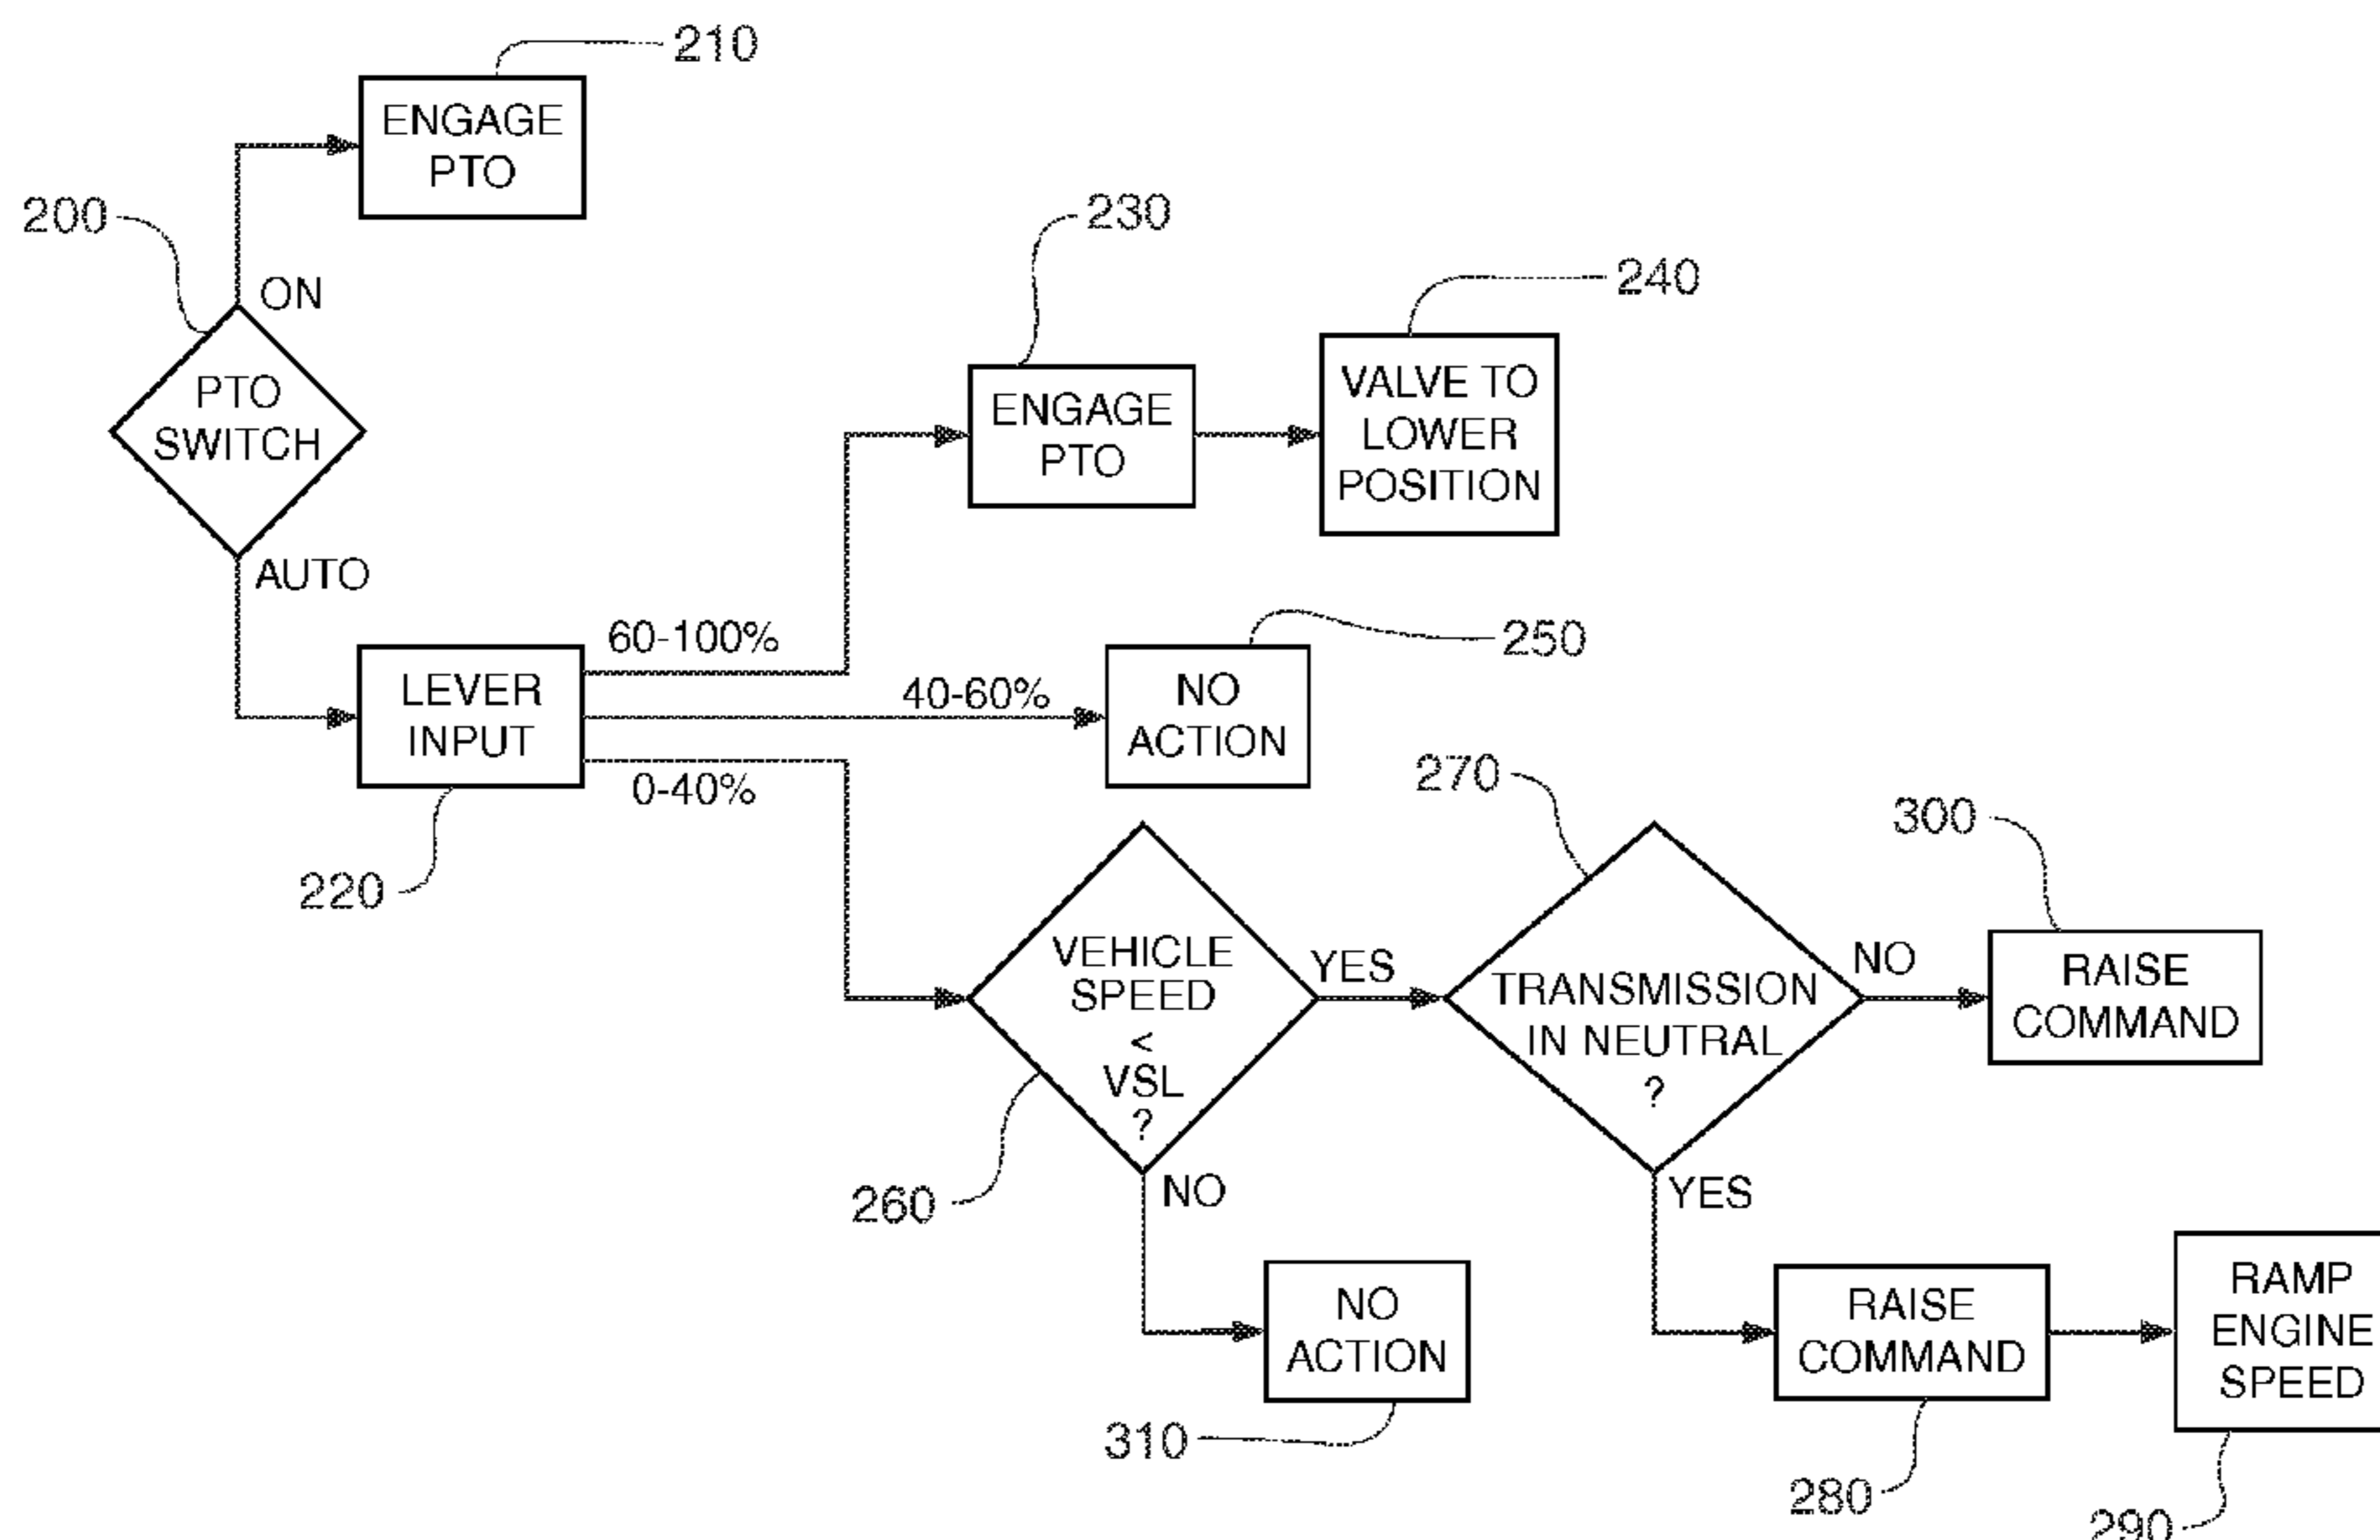 210
ENGAGE
PTO
200
ON
PTO
SWITCH
AUTO
230
240
ENGAGE
PTO
VALVE TO
LOWER
POSITION
60-100%
40-60%
0-40%
LEVER
INPUT
220
250
NO
ACTION
270
300
VEHICLE
SPEED
<
VSL
?
YES
TRANSMISSION
IN NEUTRAL
?
NO
RAISE
COMMAND
260
NO
YES
NO
ACTION
310
RAISE
COMMAND
280
RAMP
ENGINE
SPEED
290